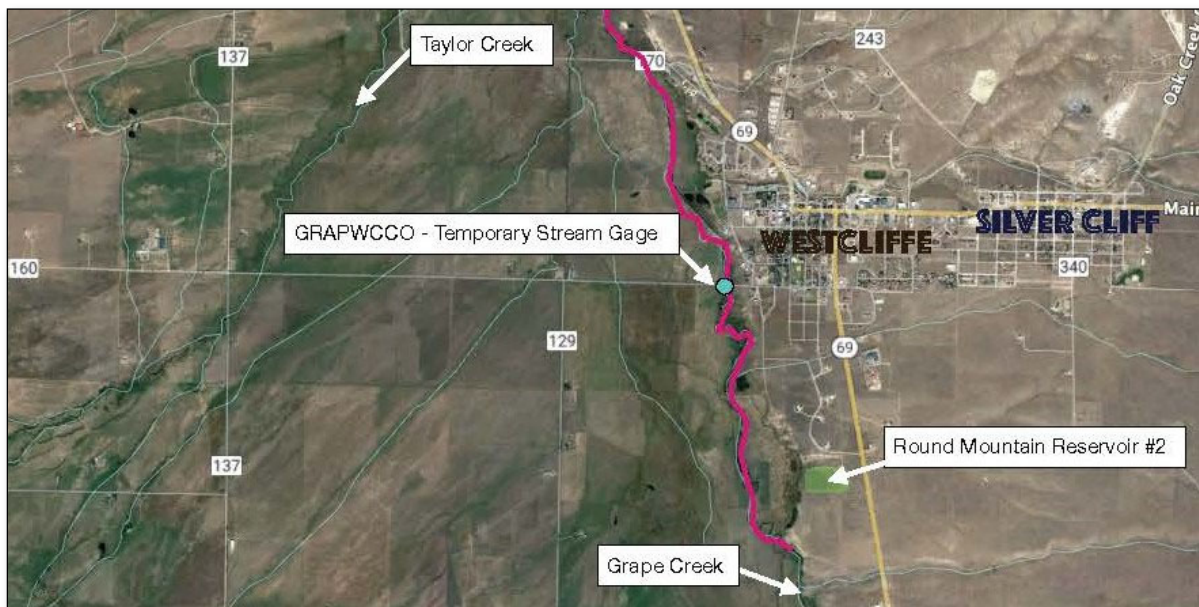 243
137
Taylor Creek
170
Oak Creek
69
Main
SILVER CLIFF
GRAPWCCO - Temporary Stream Gage
WESTCLIFFE
160
340
129
69
Round Mountain Reservoir #2
137
Grape Creek